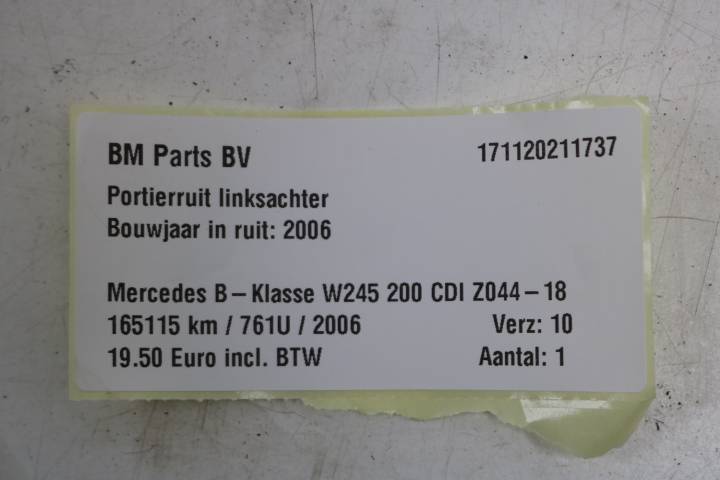 BM Parts BV 171120211737
Portierruit linksachter
Bouwjaar in ruit: 2006
Mercedes B-Klasse W245 200 CDI Z044-18
165115 km / 761U / 2006 Verz: 10
19.50 Euro incl. BTW Aantal: 1